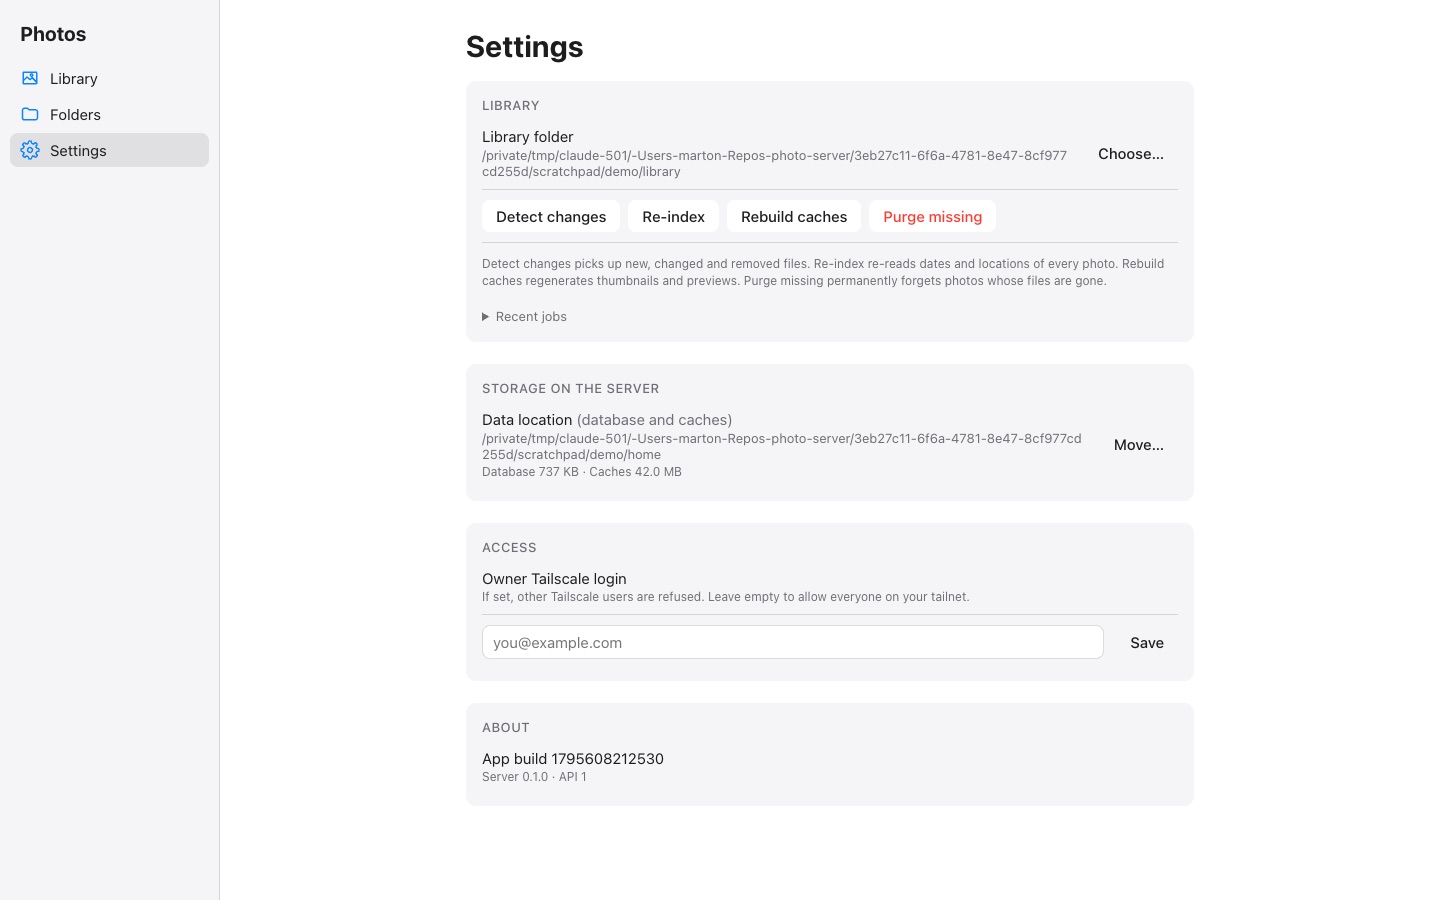 Photos
Library
Folders
Settings
Settings
LIBRARY
Library folder
/private/tmp/claude-501/-Users-marton-Repos-photo-server/3eb27c11-6f6a-4781-8e47-8cf977
cd255d/scratchpad/demo/library
Choose...
Detect changes
Re-index
Rebuild caches
Purge missing
Detect changes picks up new, changed and removed files. Re-index re-reads dates and locations of every photo. Rebuild
caches regenerates thumbnails and previews. Purge missing permanently forgets photos whose files are gone.
Recent jobs
STORAGE ON THE SERVER
Data location (database and caches)
/private/tmp/claude-501/-Users-marton-Repos-photo-server/3eb27c11-6f6a-4781-8e47-8cf977cd
255d/scratchpad/demo/home
Database 737 KB · Caches 42.0 MB
Move...
ACCESS
Owner Tailscale login
If set, other Tailscale users are refused. Leave empty to allow everyone on your tailnet.
you@example.com
Save
ABOUT
App build 1795608212530
Server 0.1.0 · API 1